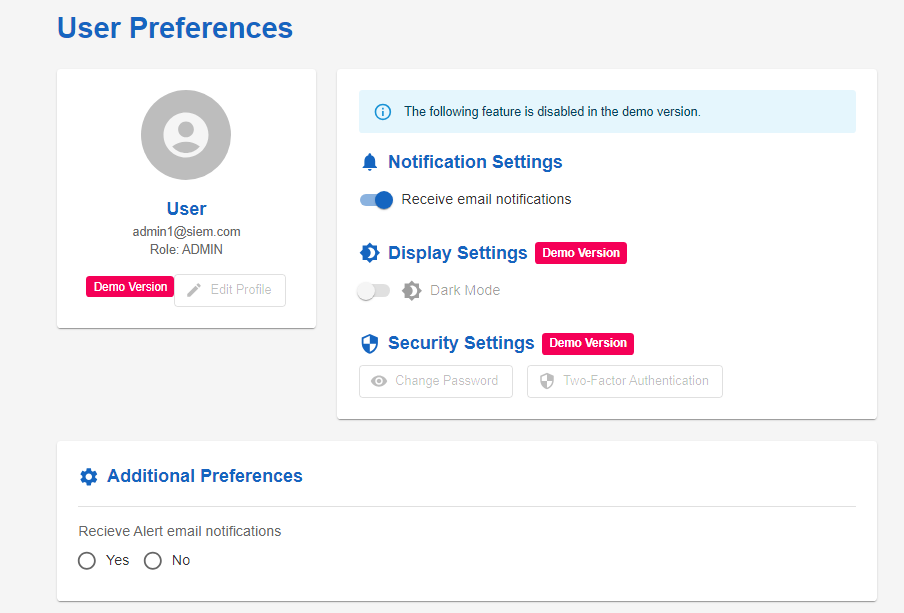 User Preferences
User
admin1@siem.com
Role: ADMIN
Demo Version
Edit Profile
The following feature is disabled in the demo version.
Notification Settings
Receive email notifications
Display Settings Demo Version
Dark Mode
Security Settings Demo Version
Change Password
Two-Factor Authentication
Additional Preferences
Recieve Alert email notifications
Yes
No